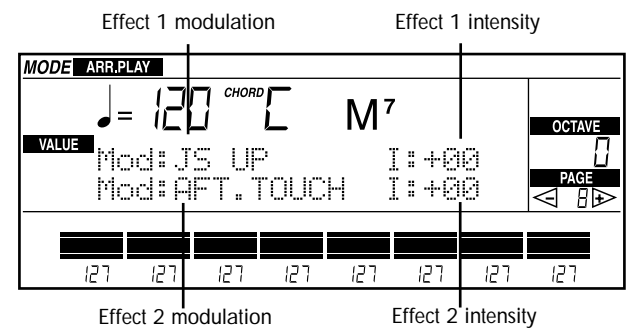 Effect 1 modulation Effect 1 intensity
MODE ARR.PLAY
♩= 120 CHORD C M7
OCTAVE
VALUE
0
Mod:JS UP I:+00
PAGE
Mod:AFT.TOUCH I:+00
- 8 +
127 127 127 127 127 127 127 127
Effect 2 modulation Effect 2 intensity